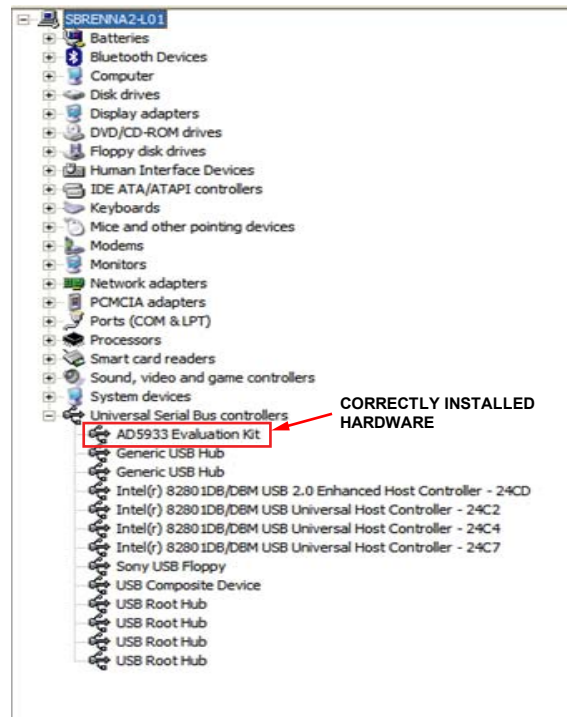 SBRENNA2-L01
Batteries
Bluetooth Devices
Computer
Disk drives
Display adapters
DVD/CD-ROM drives
Floppy disk drives
Human Interface Devices
IDE ATA/ATAPI controllers
Keyboards
Mice and other pointing devices
Modems
Monitors
Network adapters
PCMCIA adapters
Ports (COM & LPT)
Processors
Smart card readers
Sound, video and game controllers
System devices
Universal Serial Bus controllers
CORRECTLY INSTALLED
HARDWARE
AD5933 Evaluation Kit
Generic USB Hub
Generic USB Hub
Intel(r) 82801DB/DBM USB 2.0 Enhanced Host Controller - 24CD
Intel(r) 82801DB/DBM USB Universal Host Controller - 24C2
Intel(r) 82801DB/DBM USB Universal Host Controller - 24C4
Intel(r) 82801DB/DBM USB Universal Host Controller - 24C7
Sony USB Floppy
USB Composite Device
USB Root Hub
USB Root Hub
USB Root Hub
USB Root Hub